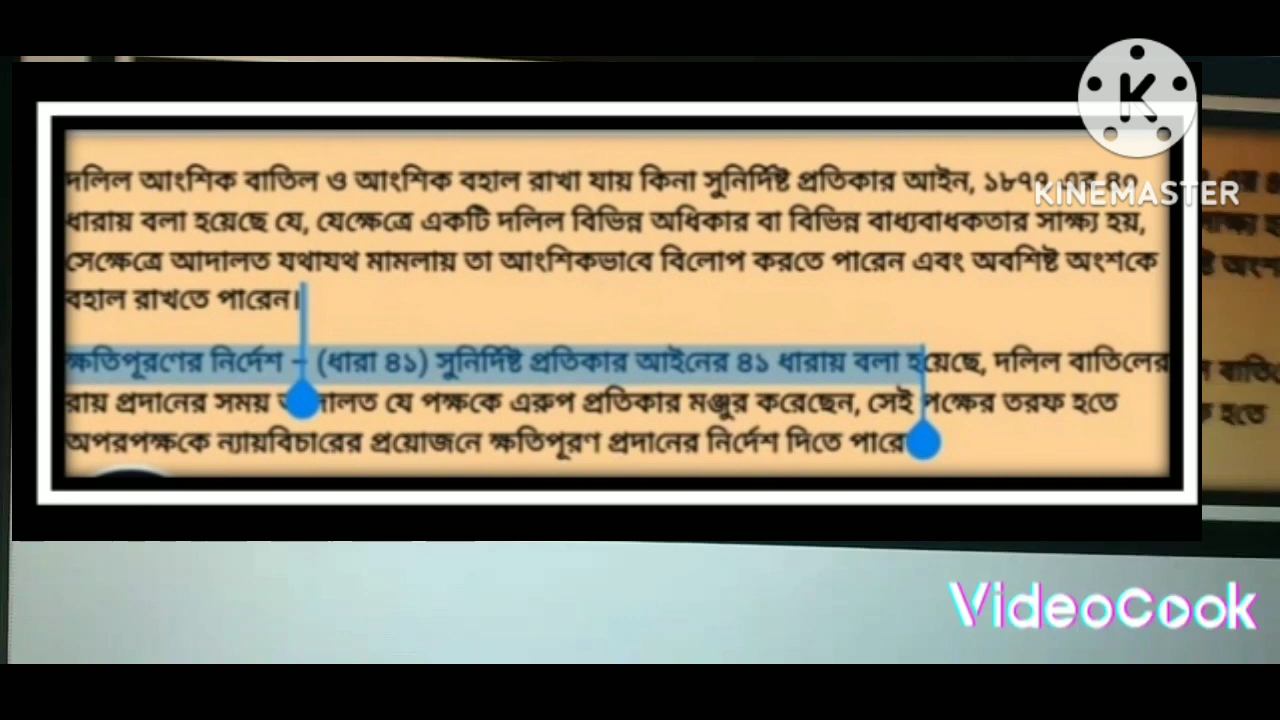 দলিল আংশিক বাতিল ও আংশিক বহাল রাখা যায় কিনা সুনির্দিষ্ট প্রতিকার আইন, ১৮৭৭ এর ৪০
ধারায় বলা হয়েছে যে, যেক্ষেত্রে একটি দলিল বিভিন্ন অধিকার বা বিভিন্ন বাধ্যবাধকতার সাক্ষ্য হয়,
সেক্ষেত্রে আদালত যথাযথ মামলায় তা আংশিকভাবে বিলোপ করতে পারেন এবং অবশিষ্ট অংশকে
বহাল রাখতে পারেন।
ক্ষতিপূরণের নির্দেশ – (ধারা ৪১) সুনির্দিষ্ট প্রতিকার আইনের ৪১ ধারায় বলা হয়েছে, দলিল বাতিলের
রায় প্রদানের সময় আদালত যে পক্ষকে এরুপ প্রতিকার মঞ্জুর করেছেন, সেই পক্ষের তরফ হতে
অপরপক্ষকে ন্যায়বিচারের প্রয়োজনে ক্ষতিপূরণ প্রদানের নির্দেশ দিতে পারে
KINEMASTER
VideoCook